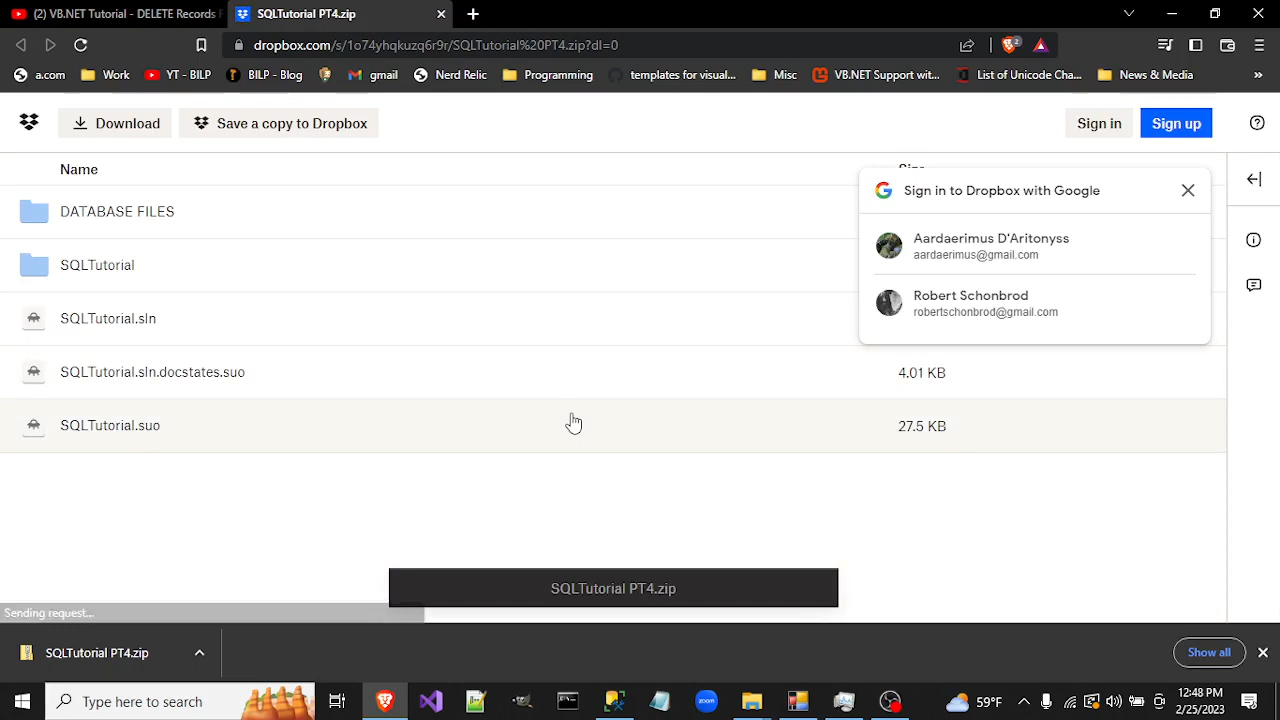 (2) VB.NET Tutorial - DELETE Records F
SQLTutorial PT4.zip
dropbox.com/s/1o74yhqkuzq6r9r/SQLTutorial%20PT4.zip?dl=0
2
a.com
Work
YT - BILP
BILP - Blog
gmail
Nerd Relic
Programming
templates for visual...
Misc
VB.NET Support wit...
List of Unicode Cha...
News & Media
»
Download
Save a copy to Dropbox
Sign in
Sign up
Name
Size
Sign in to Dropbox with Google
DATABASE FILES
Aardaerimus D'Aritonyss
aardaerimus@gmail.com
SQLTutorial
Robert Schonbrod
robertschonbrod@gmail.com
SQLTutorial.sln
SQLTutorial.sln.docstates.suo
4.01 KB
SQLTutorial.suo
27.5 KB
SQLTutorial PT4.zip
Sending request...
SQLTutorial PT4.zip
Show all
Type here to search
zoom
59°F
12:48 PM
2/25/2023